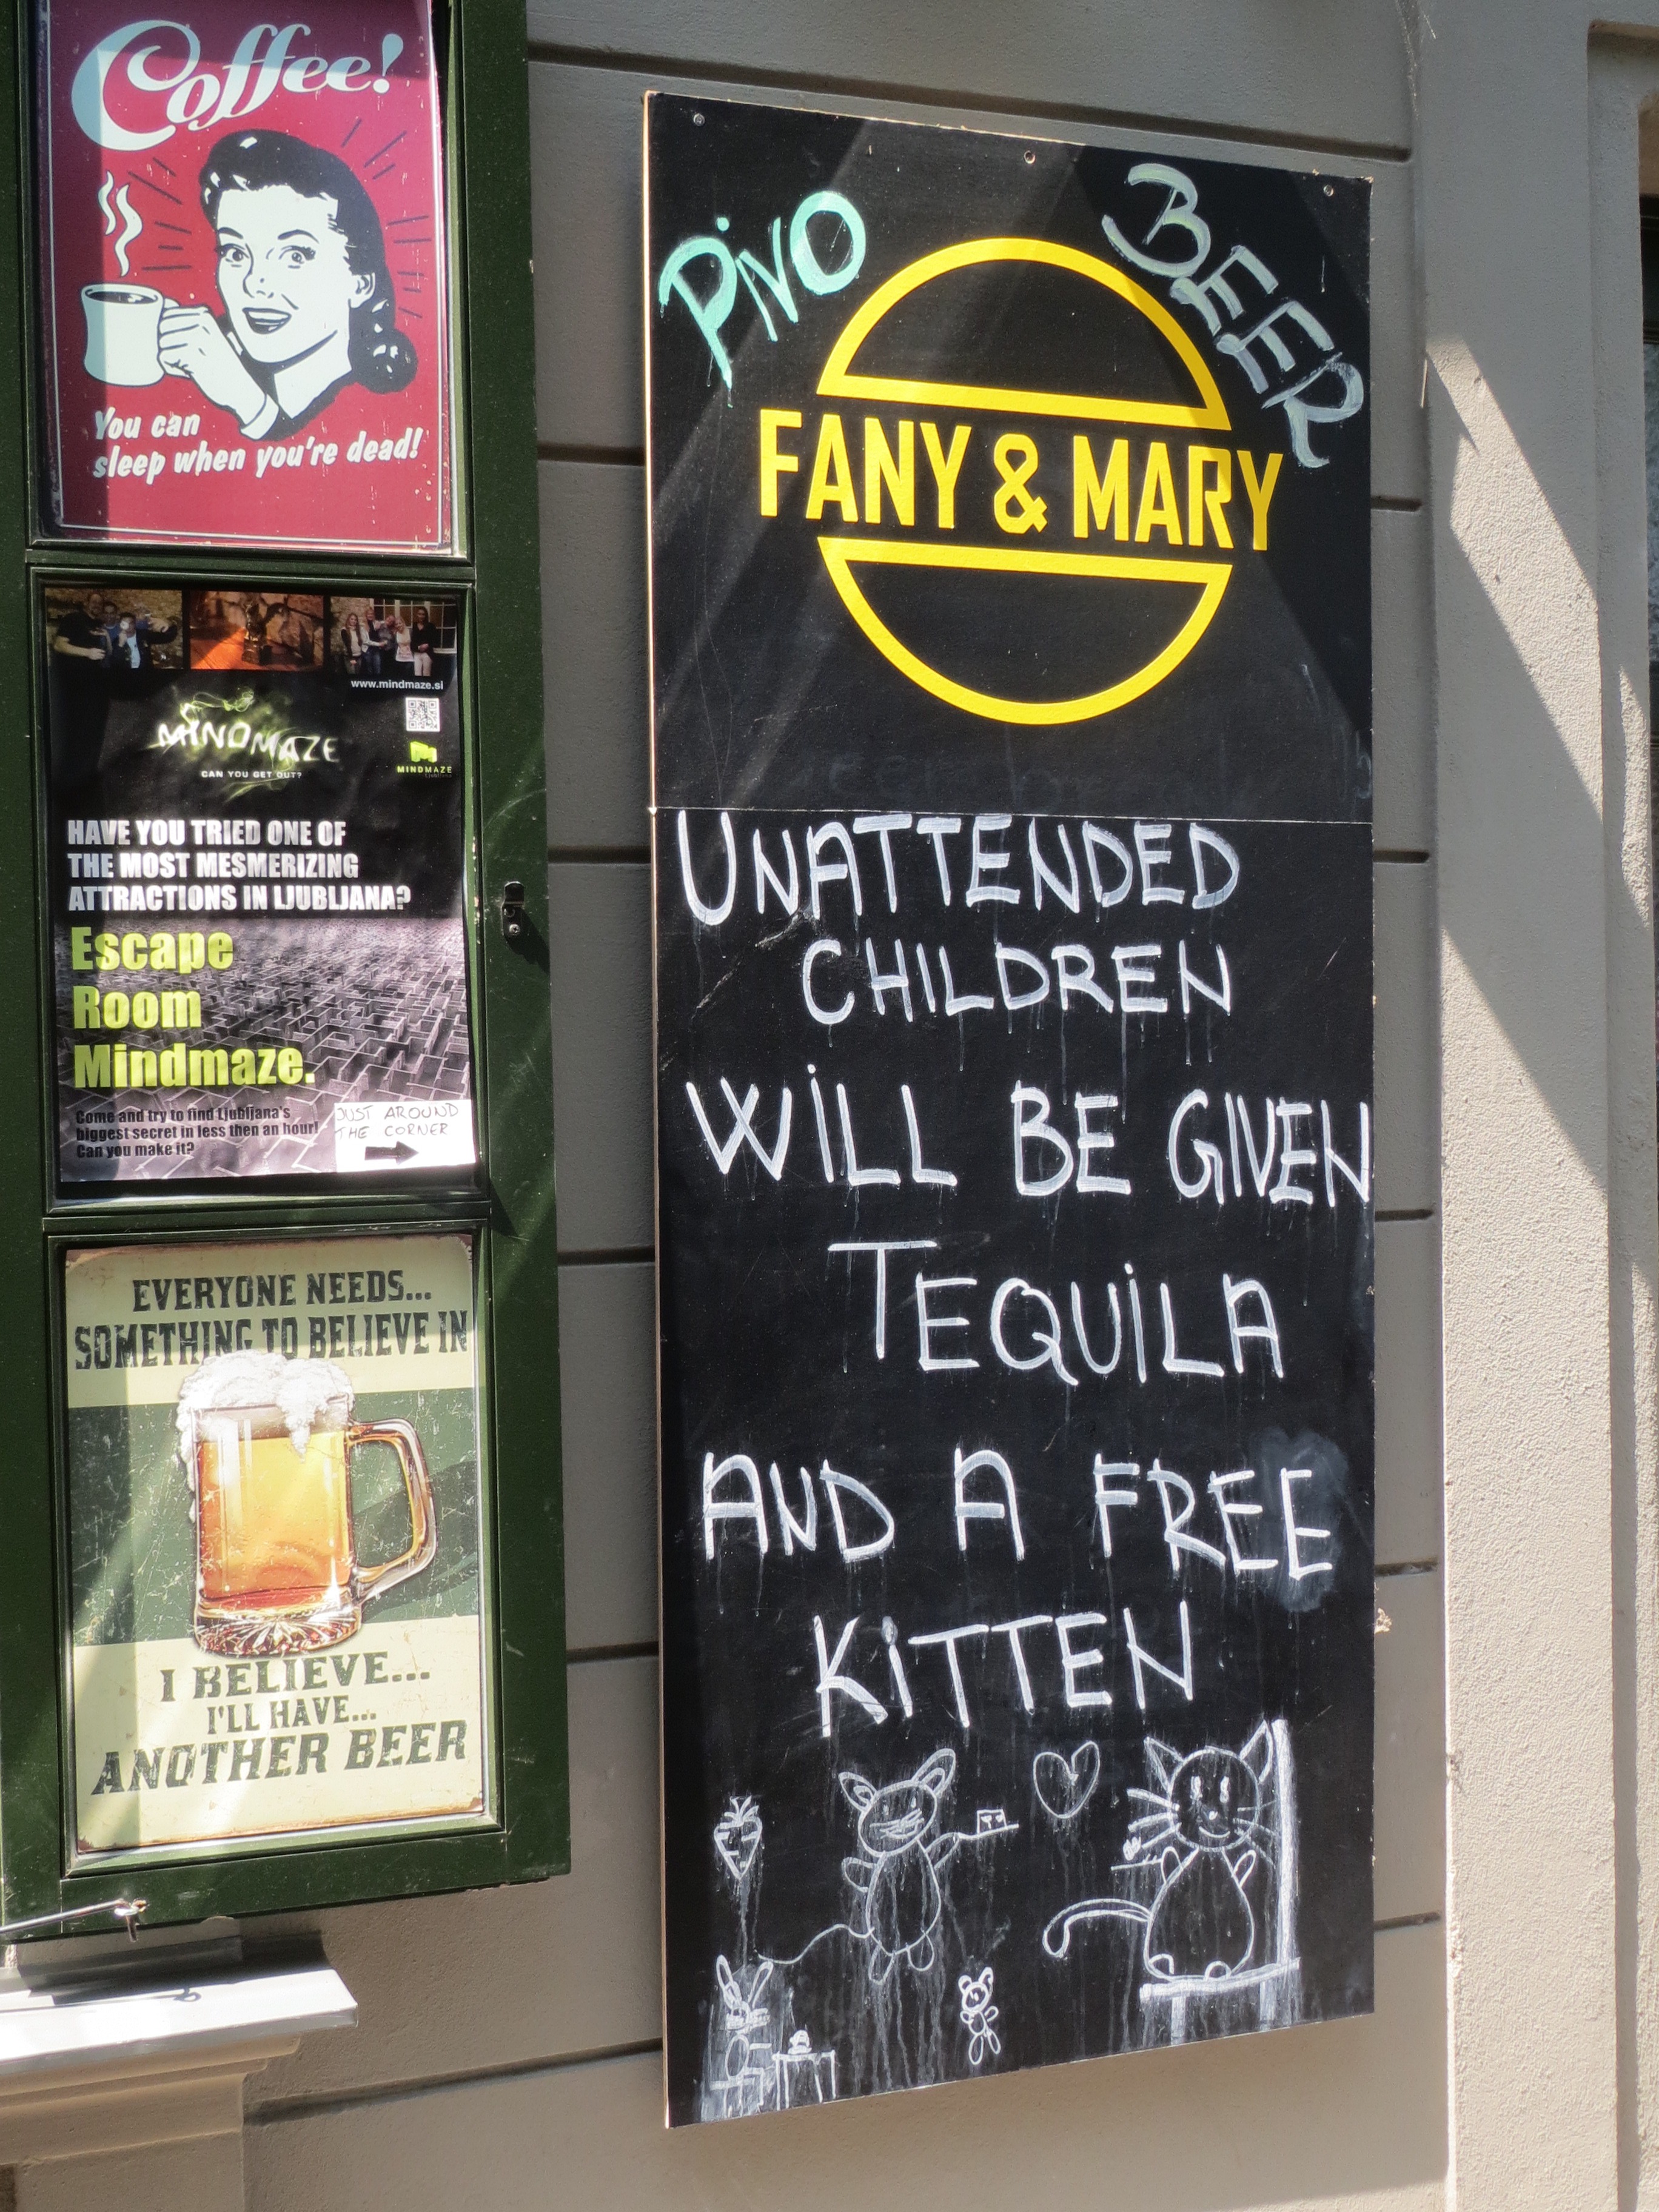 Coffee!
You can
sleep when you're dead!
www.mindmaze.si
MINDMAZE
CAN YOU GET OUT?
MINDMAZE
HAVE YOU TRIED ONE OF
THE MOST MESMERIZING
ATTRACTIONS IN LJUBLJANA?
Escape
Room
Mindmaze.
Come and try to find Ljubljana's
biggest secret in less then an hour!
Can you make it?
JUST AROUND
THE CORNER
EVERYONE NEEDS...
SOMETHING TO BELIEVE IN
I BELIEVE...
I'LL HAVE...
ANOTHER BEER
PiVO
BEER
FANY & MARY
UNATTENDED
CHILDREN
WiLL BE GIVEN
TEQUiLA
AND A FREE
KiTTEN